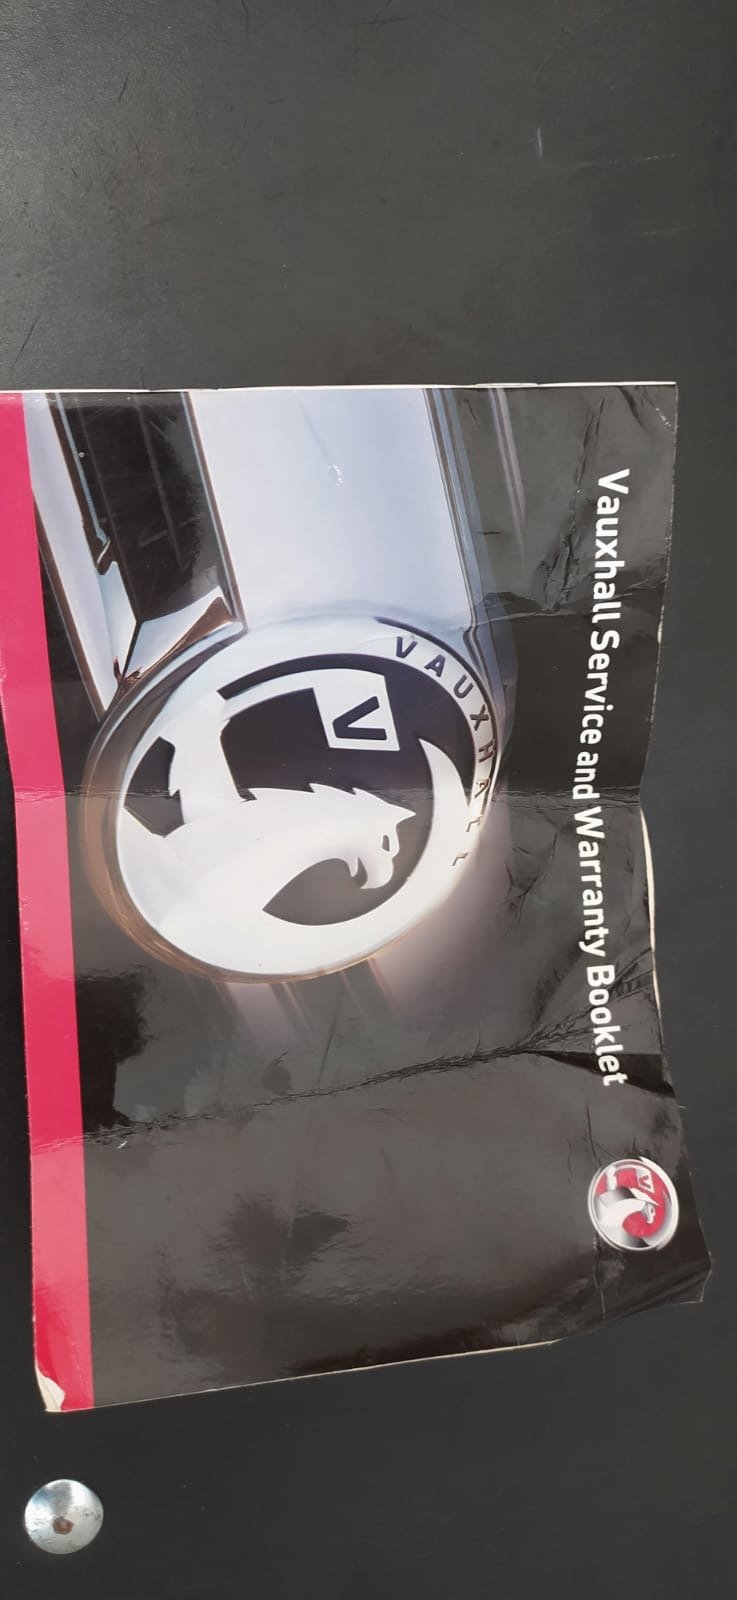 Vauxhall Service and Warranty Booklet
V
VAUXHALL
V